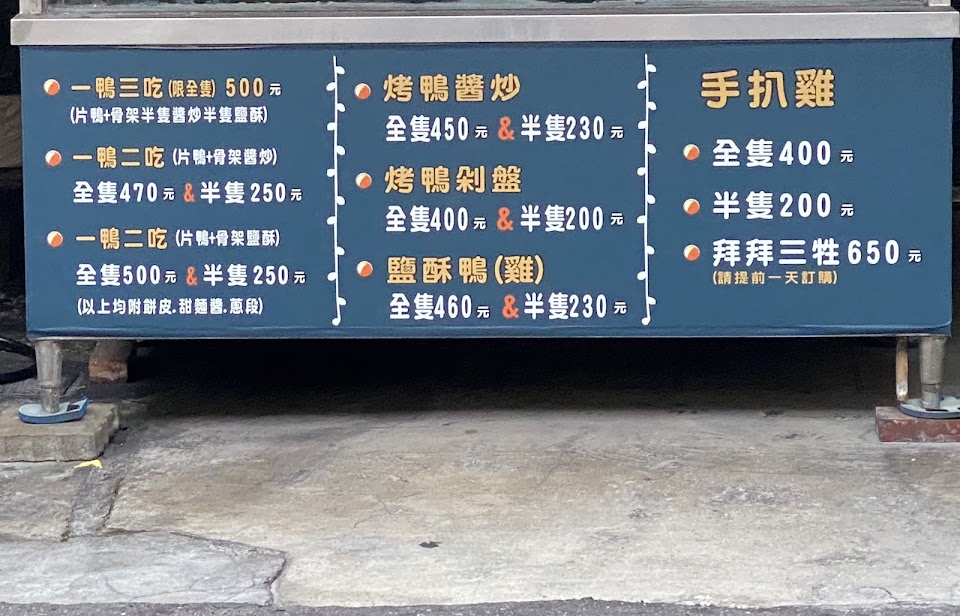 一鴨三吃(限全隻) 500元
(片鴨+骨架半隻醬炒半隻鹽酥)
一鴨二吃(片鴨+骨架醬炒)
全隻470元&半隻250元
一鴨二吃(片鴨+骨架鹽酥)
全隻500元&半隻250元
(以上均附餅皮.甜麵醬.蔥段)
烤鴨醬炒
全隻450元&半隻230元
烤鴨剁盤
全隻400元&半隻200元
鹽酥鴨(雞)
全隻460元&半隻230元
手扒雞
全隻400元
半隻200元
拜拜三牲650元
(請提前一天訂購)